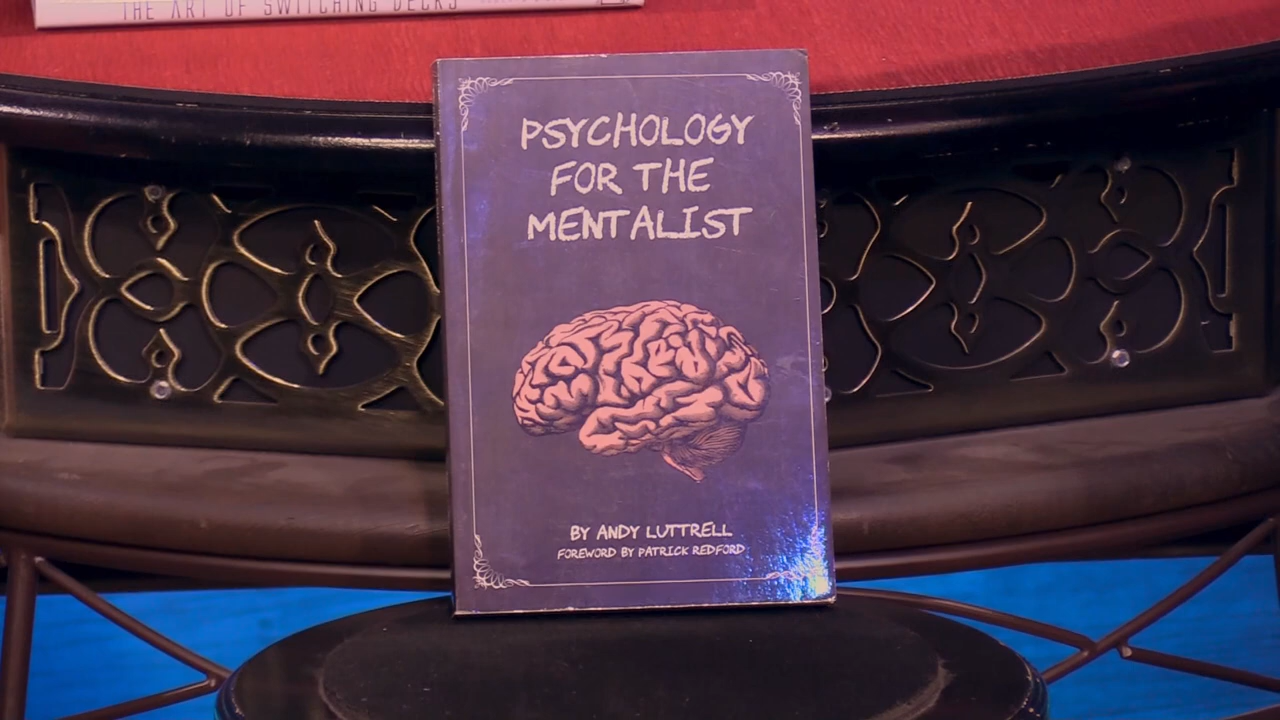 THE ART OF SWITCHING DECKS
PSYCHOLOGY
FOR THE
MENTALIST
BY ANDY LUTTRELL
FOREWORD BY PATRICK REDFORD